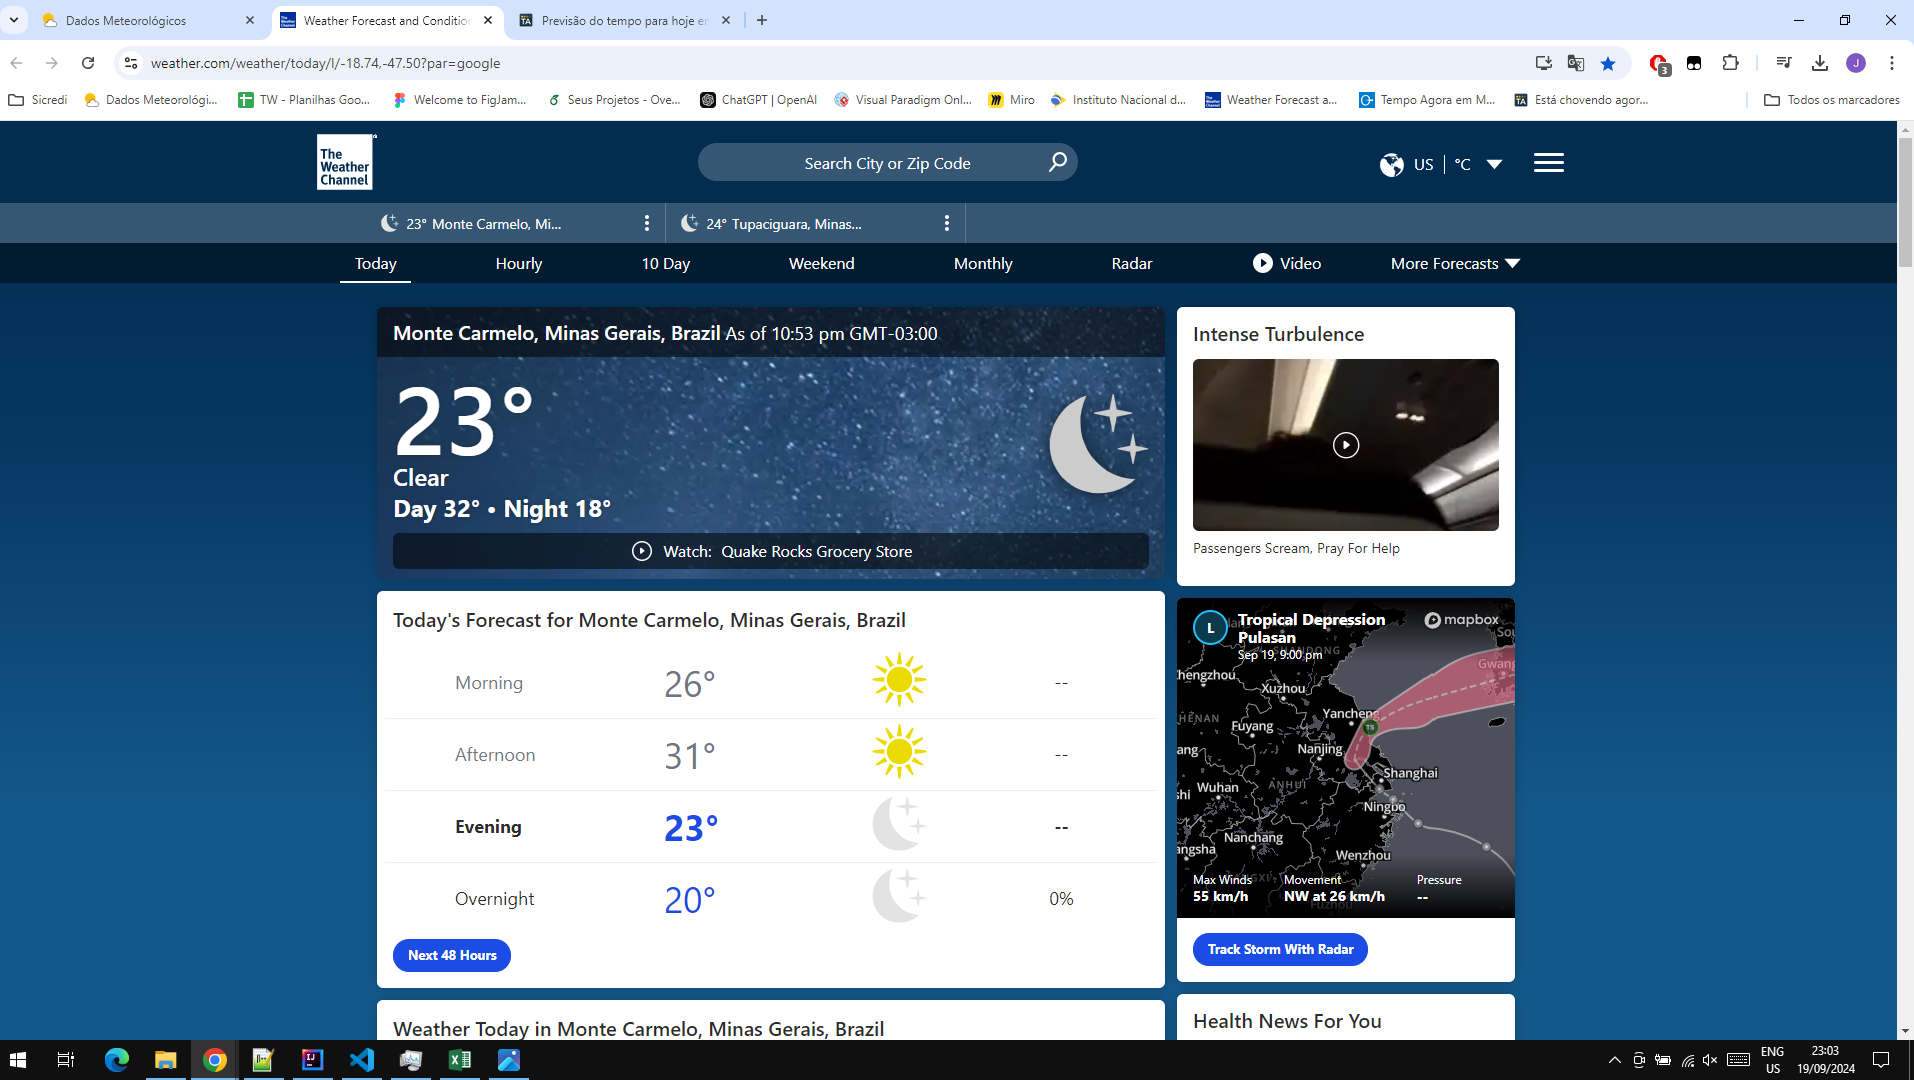 Dados Meteorológicos
Weather Forecast and Conditio
Previsão do tempo para hoje em
weather.com/weather/today/l/-18.74,-47.50?par=google
3
J
Sicredi
Dados Meteorológi...
TW - Planilhas Goo...
Welcome to FigJam...
Seus Projetos - Ove...
ChatGPT | OpenAI
Visual Paradigm Onl...
Miro
Instituto Nacional d...
Weather Forecast a...
Tempo Agora em M...
Está chovendo agor...
Todos os marcadores
The
Weather
Channel
Search City or Zip Code
US
°C
23° Monte Carmelo, Mi...
24° Tupaciguara, Minas...
Today
Hourly
10 Day
Weekend
Monthly
Radar
Video
More Forecasts
Monte Carmelo, Minas Gerais, Brazil As of 10:53 pm GMT-03:00
23°
Clear
Day 32° • Night 18°
Watch: Quake Rocks Grocery Store
Intense Turbulence
Passengers Scream, Pray For Help
Today's Forecast for Monte Carmelo, Minas Gerais, Brazil
Morning
26°
--
Afternoon
31°
--
Evening
23°
--
Overnight
20°
0%
Next 48 Hours
L
Tropical Depression
Pulasan
Sep 19, 9:00 pm
mapbox
SHANDONG
Gwang
Zhengzhou
Xuzhou
HENAN
Yancheng
Fuyang
TS
Nanjing
Shanghai
ANHUI
Wuhan
Ningbo
Nanchang
angsha
Wenzhou
Max Winds
55 km/h
Movement
NW at 26 km/h
Pressure
--
Fuzhou
Track Storm With Radar
Weather Today in Monte Carmelo, Minas Gerais, Brazil
Health News For You
ENG
US
23:03
19/09/2024